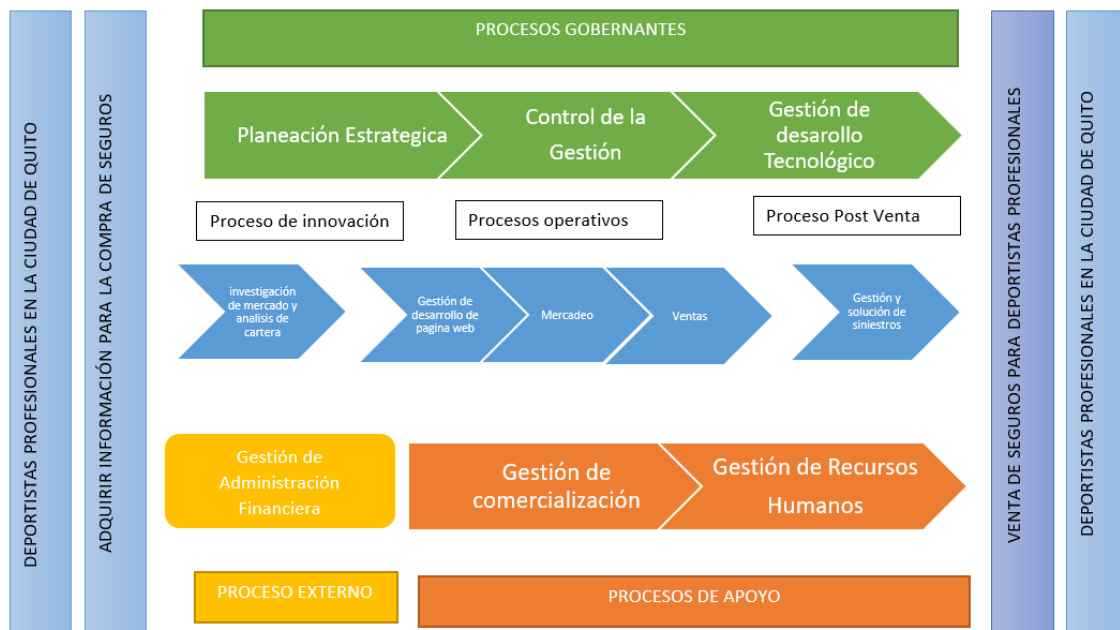 DEPORTISTAS PROFESIONALES EN LA CIUDAD DE QUITO
ADQUIRIR INFORMACIÓN PARA LA COMPRA DE SEGUROS
PROCESOS GOBERNANTES
Planeación Estrategica
Control de la
Gestión
Gestión de
desarollo
Tecnológico
Proceso de innovación
Procesos operativos
Proceso Post Venta
investigación
de mercado y
analisis de
cartera
Gestión de
desarrollo de
pagina web
Mercadeo
Ventas
Gestión y
solución de
siniestros
Gestión de
Administración
Financiera
Gestión de
comercialización
Gestión de Recursos
Humanos
PROCESO EXTERNO
PROCESOS DE APOYO
VENTA DE SEGUROS PARA DEPORTISTAS PROFESIONALES
DEPORTISTAS PROFESIONALES EN LA CIUDAD DE QUITO